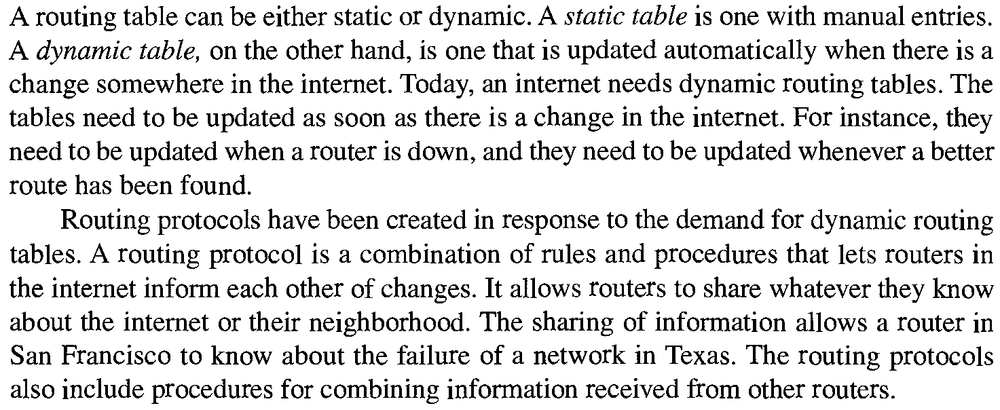 A routing table can be either static or dynamic. A static table is one with manual entries.
A dynamic table, on the other hand, is one that is updated automatically when there is a
change somewhere in the internet. Today, an internet needs dynamic routing tables. The
tables need to be updated as soon as there is a change in the internet. For instance, they
need to be updated when a router is down, and they need to be updated whenever a better
route has been found.
Routing protocols have been created in response to the demand for dynamic routing
tables. A routing protocol is a combination of rules and procedures that lets routers in
the internet inform each other of changes. It allows routers to share whatever they know
about the internet or their neighborhood. The sharing of information allows a router in
San Francisco to know about the failure of a network in Texas. The routing protocols
also include procedures for combining information received from other routers.